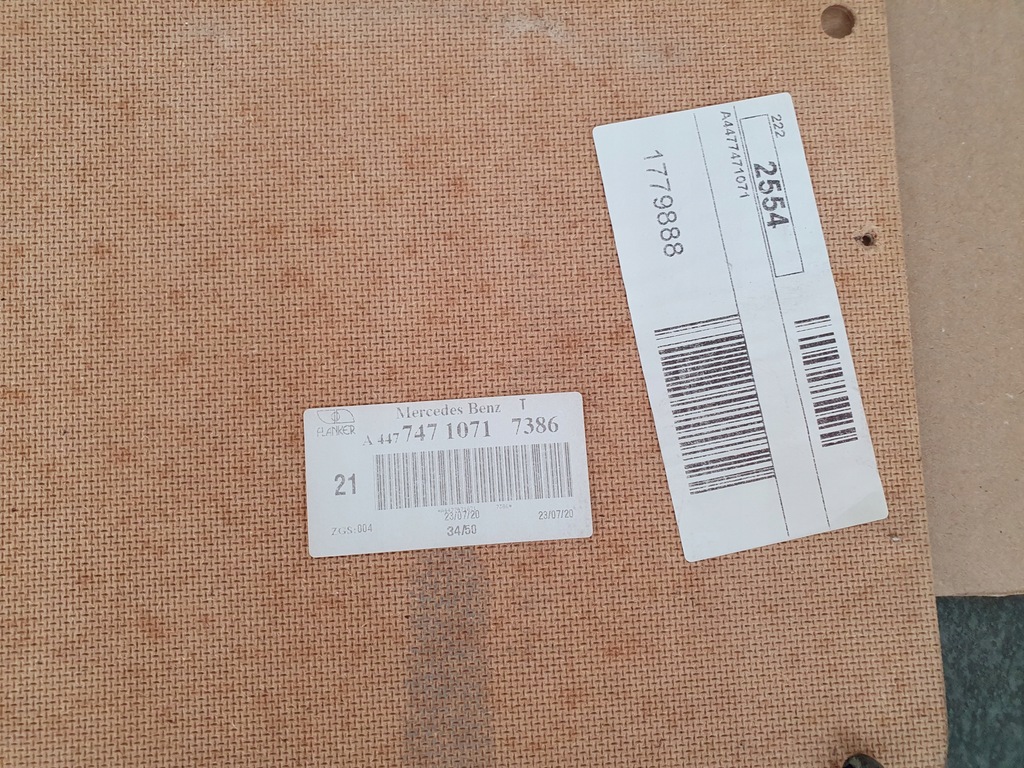 222
2554
A4477471071
1779888
FLANKER
Mercedes Benz T
A 447 747 1071 7386
21
23/07/20
23/07/20
ZGS:004
34/50